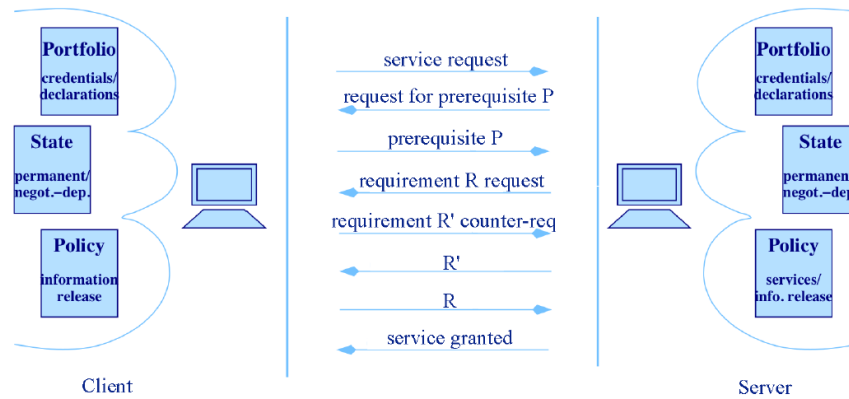 Portfolio
credentials/
declarations
State
permanent/
negot.-dep.
Policy
information
release
Client
service request
request for prerequisite P
prerequisite P
requirement R request
requirement R' counter-req
R'
R
service granted
Portfolio
credentials/
declarations
State
permanent/
negot.-dep
Policy
services/
info. release
Server